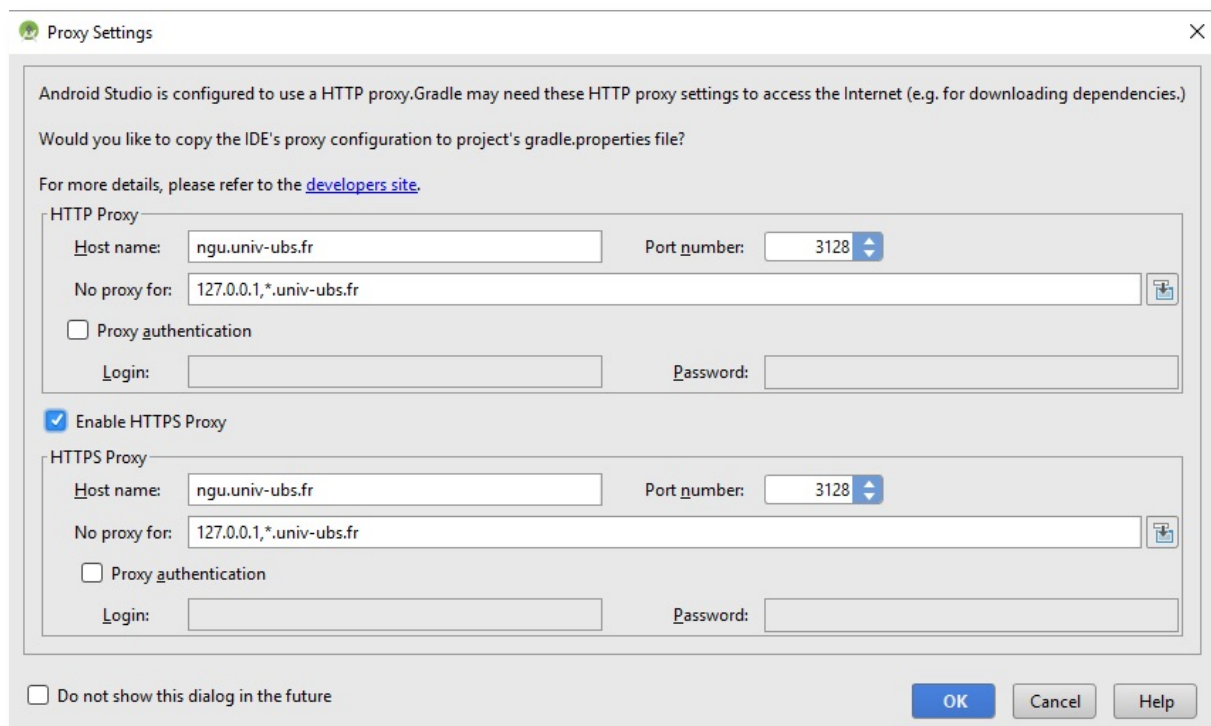 Proxy Settings
Android Studio is configured to use a HTTP proxy.Gradle may need these HTTP proxy settings to access the Internet (e.g. for downloading dependencies.)
Would you like to copy the IDE's proxy configuration to project's gradle.properties file?
For more details, please refer to the developers site.
HTTP Proxy
Host name: ngu.univ-ubs.fr Port number: 3128
No proxy for: 127.0.0.1,*.univ-ubs.fr
Proxy authentication
Login: Password:
Enable HTTPS Proxy
HTTPS Proxy
Host name: ngu.univ-ubs.fr Port number: 3128
No proxy for: 127.0.0.1,*.univ-ubs.fr
Proxy authentication
Login: Password:
Do not show this dialog in the future
OK Cancel Help